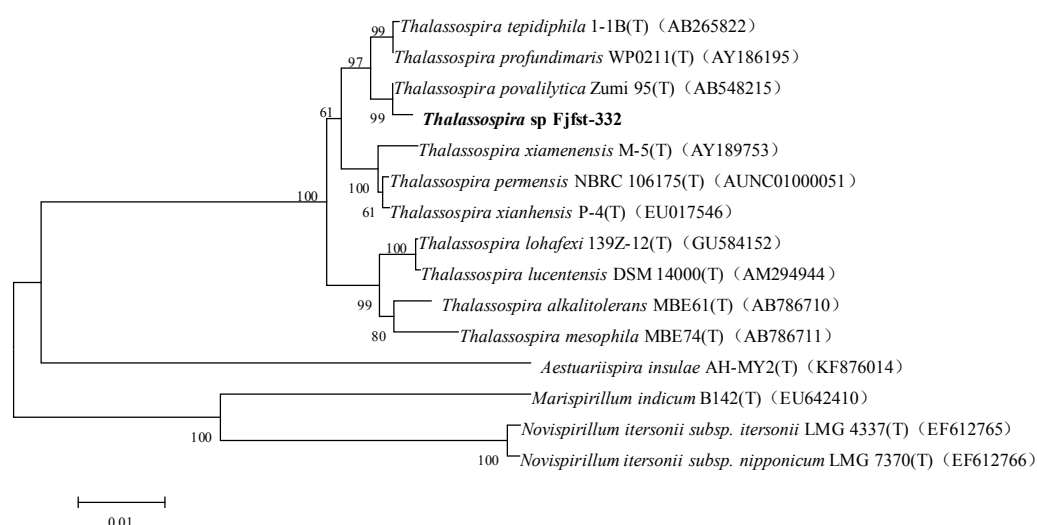 99
Thalassospira tepidiphila 1-1B(T)（AB265822）
97
Thalassospira profundimaris WP0211(T)（AY186195）
Thalassospira povalilytica Zumi 95(T)（AB548215）
61
99
Thalassospira sp Fjfst-332
Thalassospira xiamenensis M-5(T)（AY189753）
100
100
Thalassospira permensis NBRC 106175(T)（AUNC01000051）
61
Thalassospira xianhensis P-4(T)（EU017546）
100
Thalassospira lohafexi 139Z-12(T)（GU584152）
Thalassospira lucentensis DSM 14000(T)（AM294944）
99
Thalassospira alkalitolerans MBE61(T)（AB786710）
80
Thalassospira mesophila MBE74(T)（AB786711）
Aestuariispira insulae AH-MY2(T)（KF876014）
Marispirillum indicum B142(T)（EU642410）
100
Novispirillum itersonii subsp. itersonii LMG 4337(T)（EF612765）
100
Novispirillum itersonii subsp. nipponicum LMG 7370(T)（EF612766）
0.01